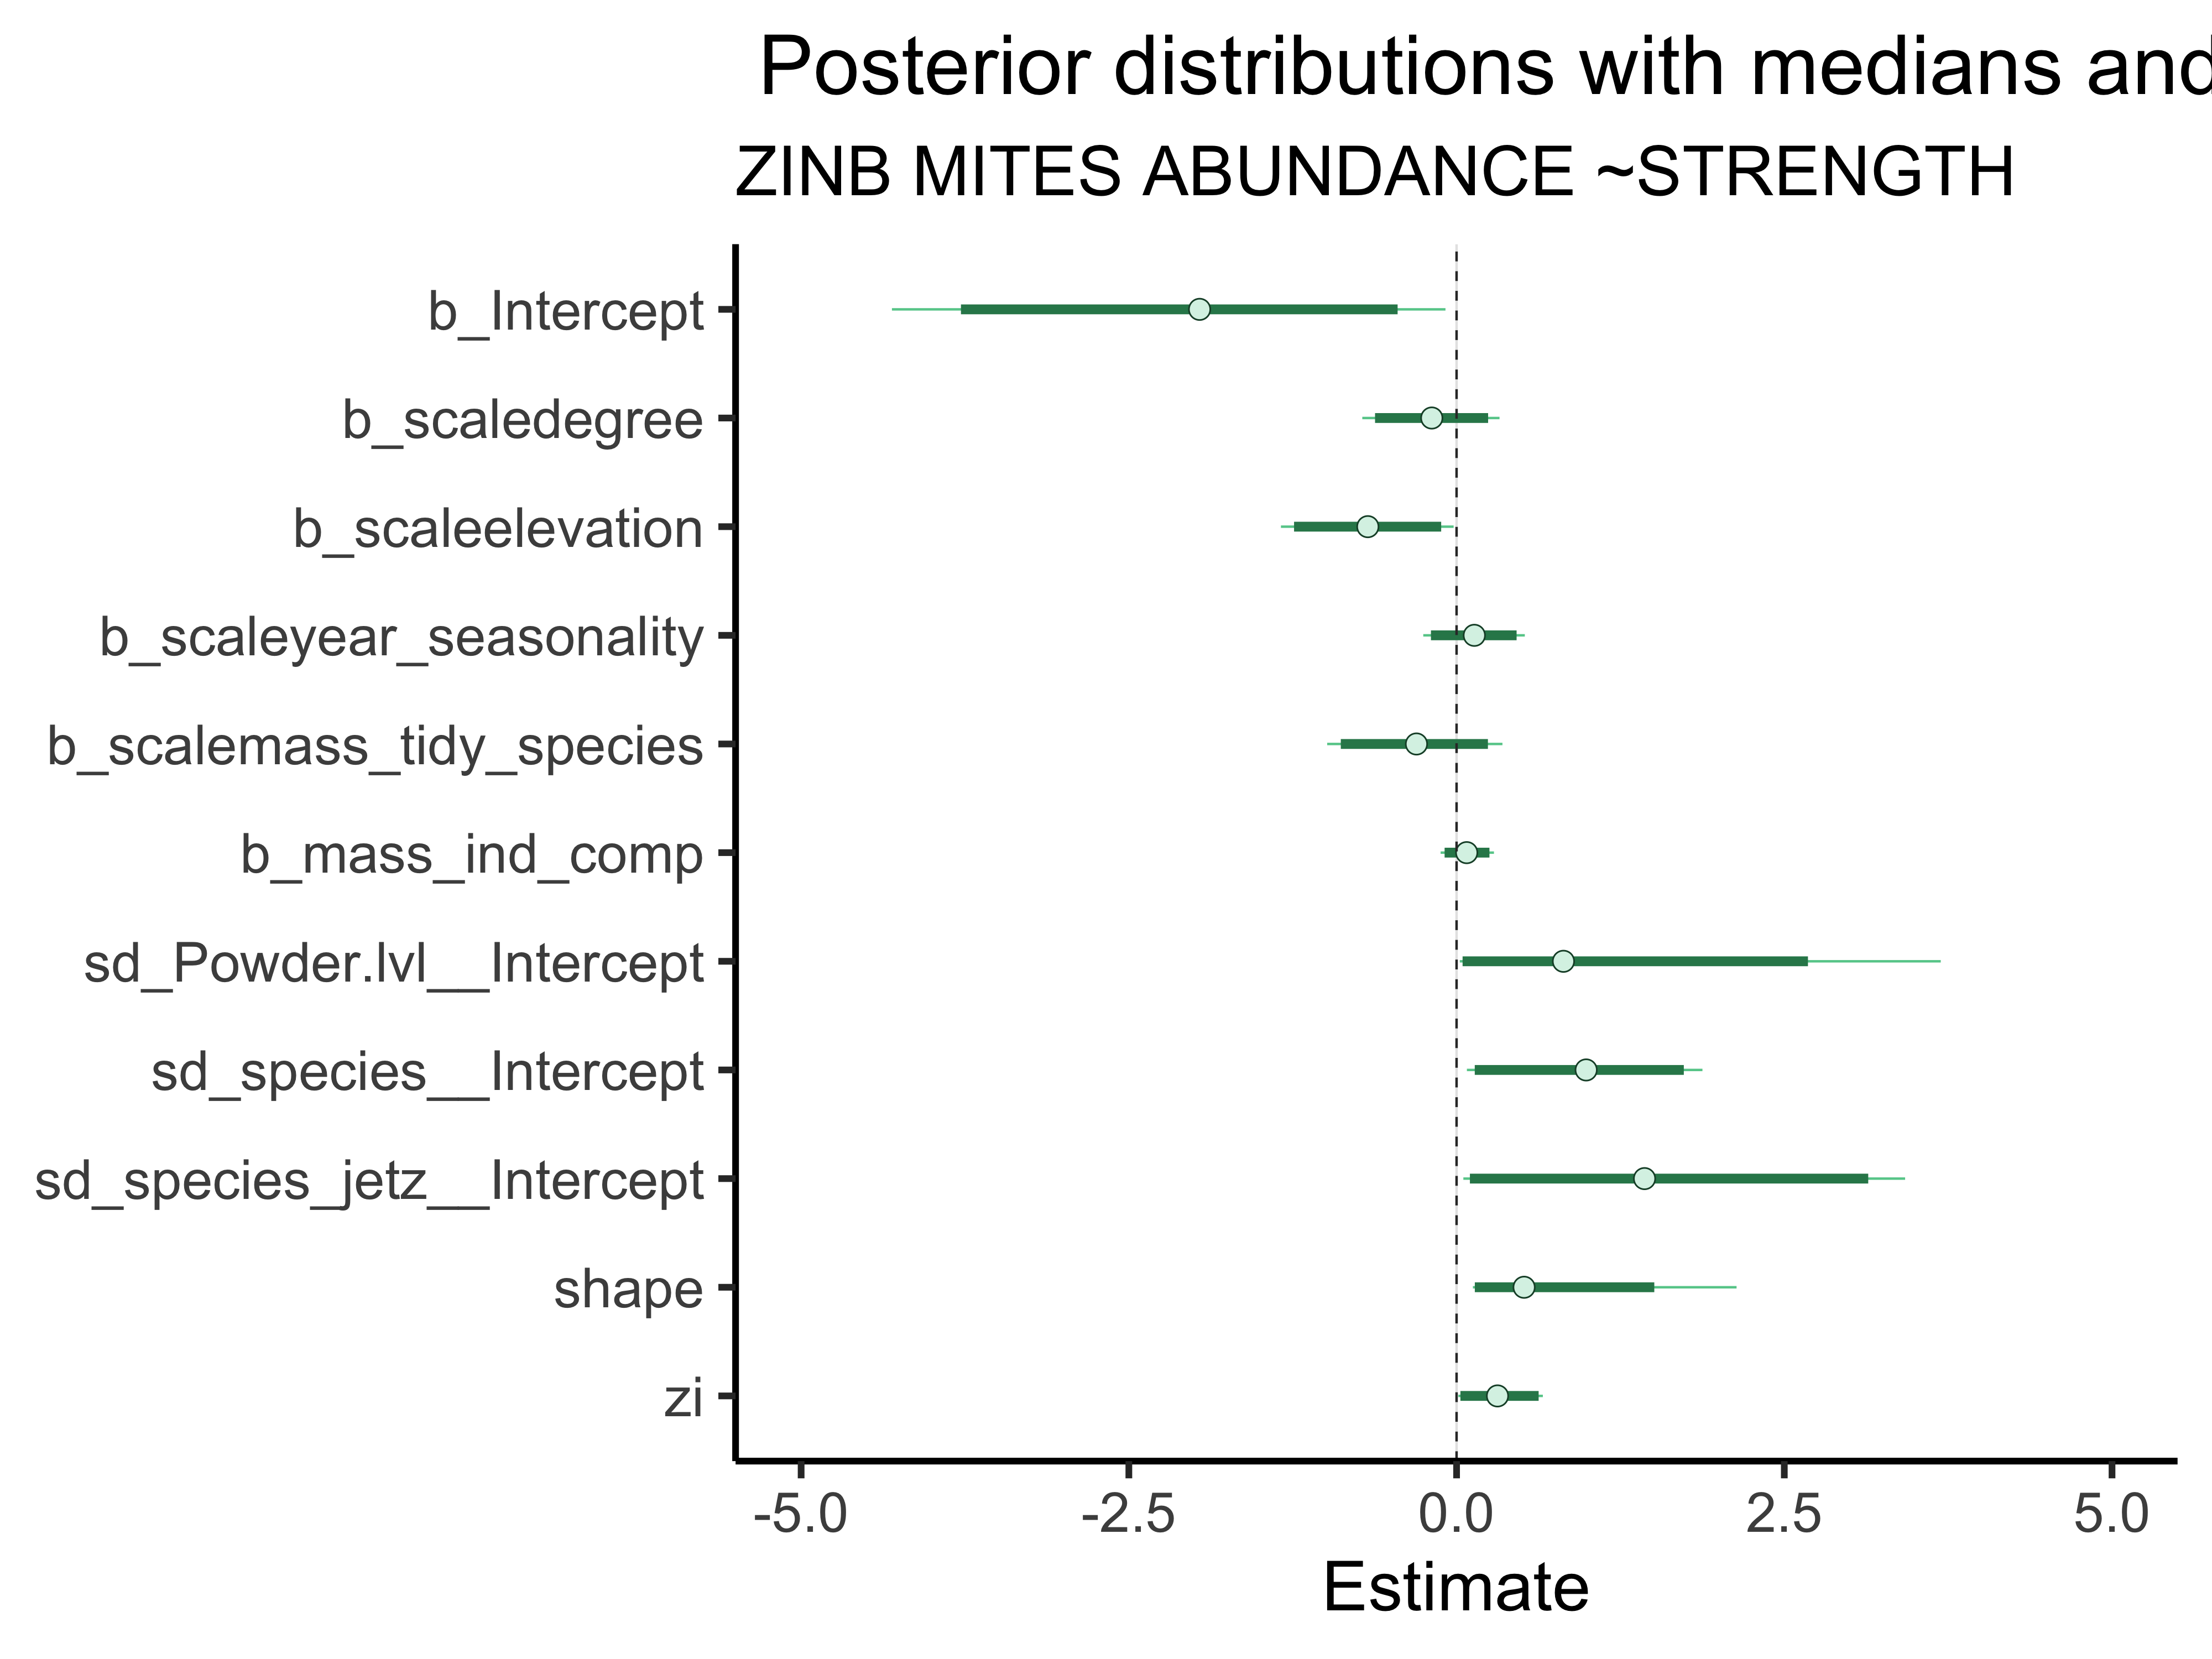 Posterior distributions with medians and
ZINB MITES ABUNDANCE ~STRENGTH
b_Intercept
b_scaledegree
b_scaleelevation
b_scaleyear_seasonality
b_scalemass_tidy_species
b_mass_ind_comp
sd_Powder.lvl__Intercept
sd_species__Intercept
sd_species_jetz__Intercept
shape
zi
-5.0 -2.5 0.0 2.5 5.0
Estimate